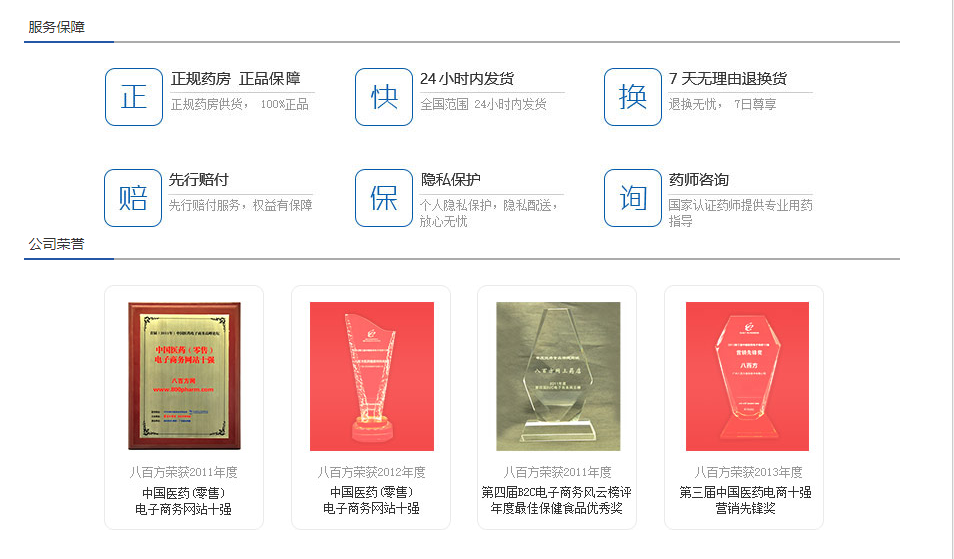 服务保障
正
正规药房 正品保障
正规药房供货， 100%正品
快
24小时内发货
全国范围 24小时内发货
换
7 天无理由退换货
退换无忧， 7日尊享
赔
先行赔付
先行赔付服务，权益有保障
保
隐私保护
个人隐私保护，隐私配送，
放心无忧
询
药师咨询
国家认证药师提供专业用药
指导
公司荣誉
中国医药（零售）
电子商务网站十强
八百方网
www.800pharm.com
八百方网上药店
营销先锋奖
八百方
八百方荣获2011年度
中国医药(零售)
电子商务网站十强
八百方荣获2012年度
中国医药(零售)
电子商务网站十强
八百方荣获2011年度
第四届B2C电子商务风云榜评
年度最佳保健食品优秀奖
八百方荣获2013年度
第三届中国医药电商十强
营销先锋奖